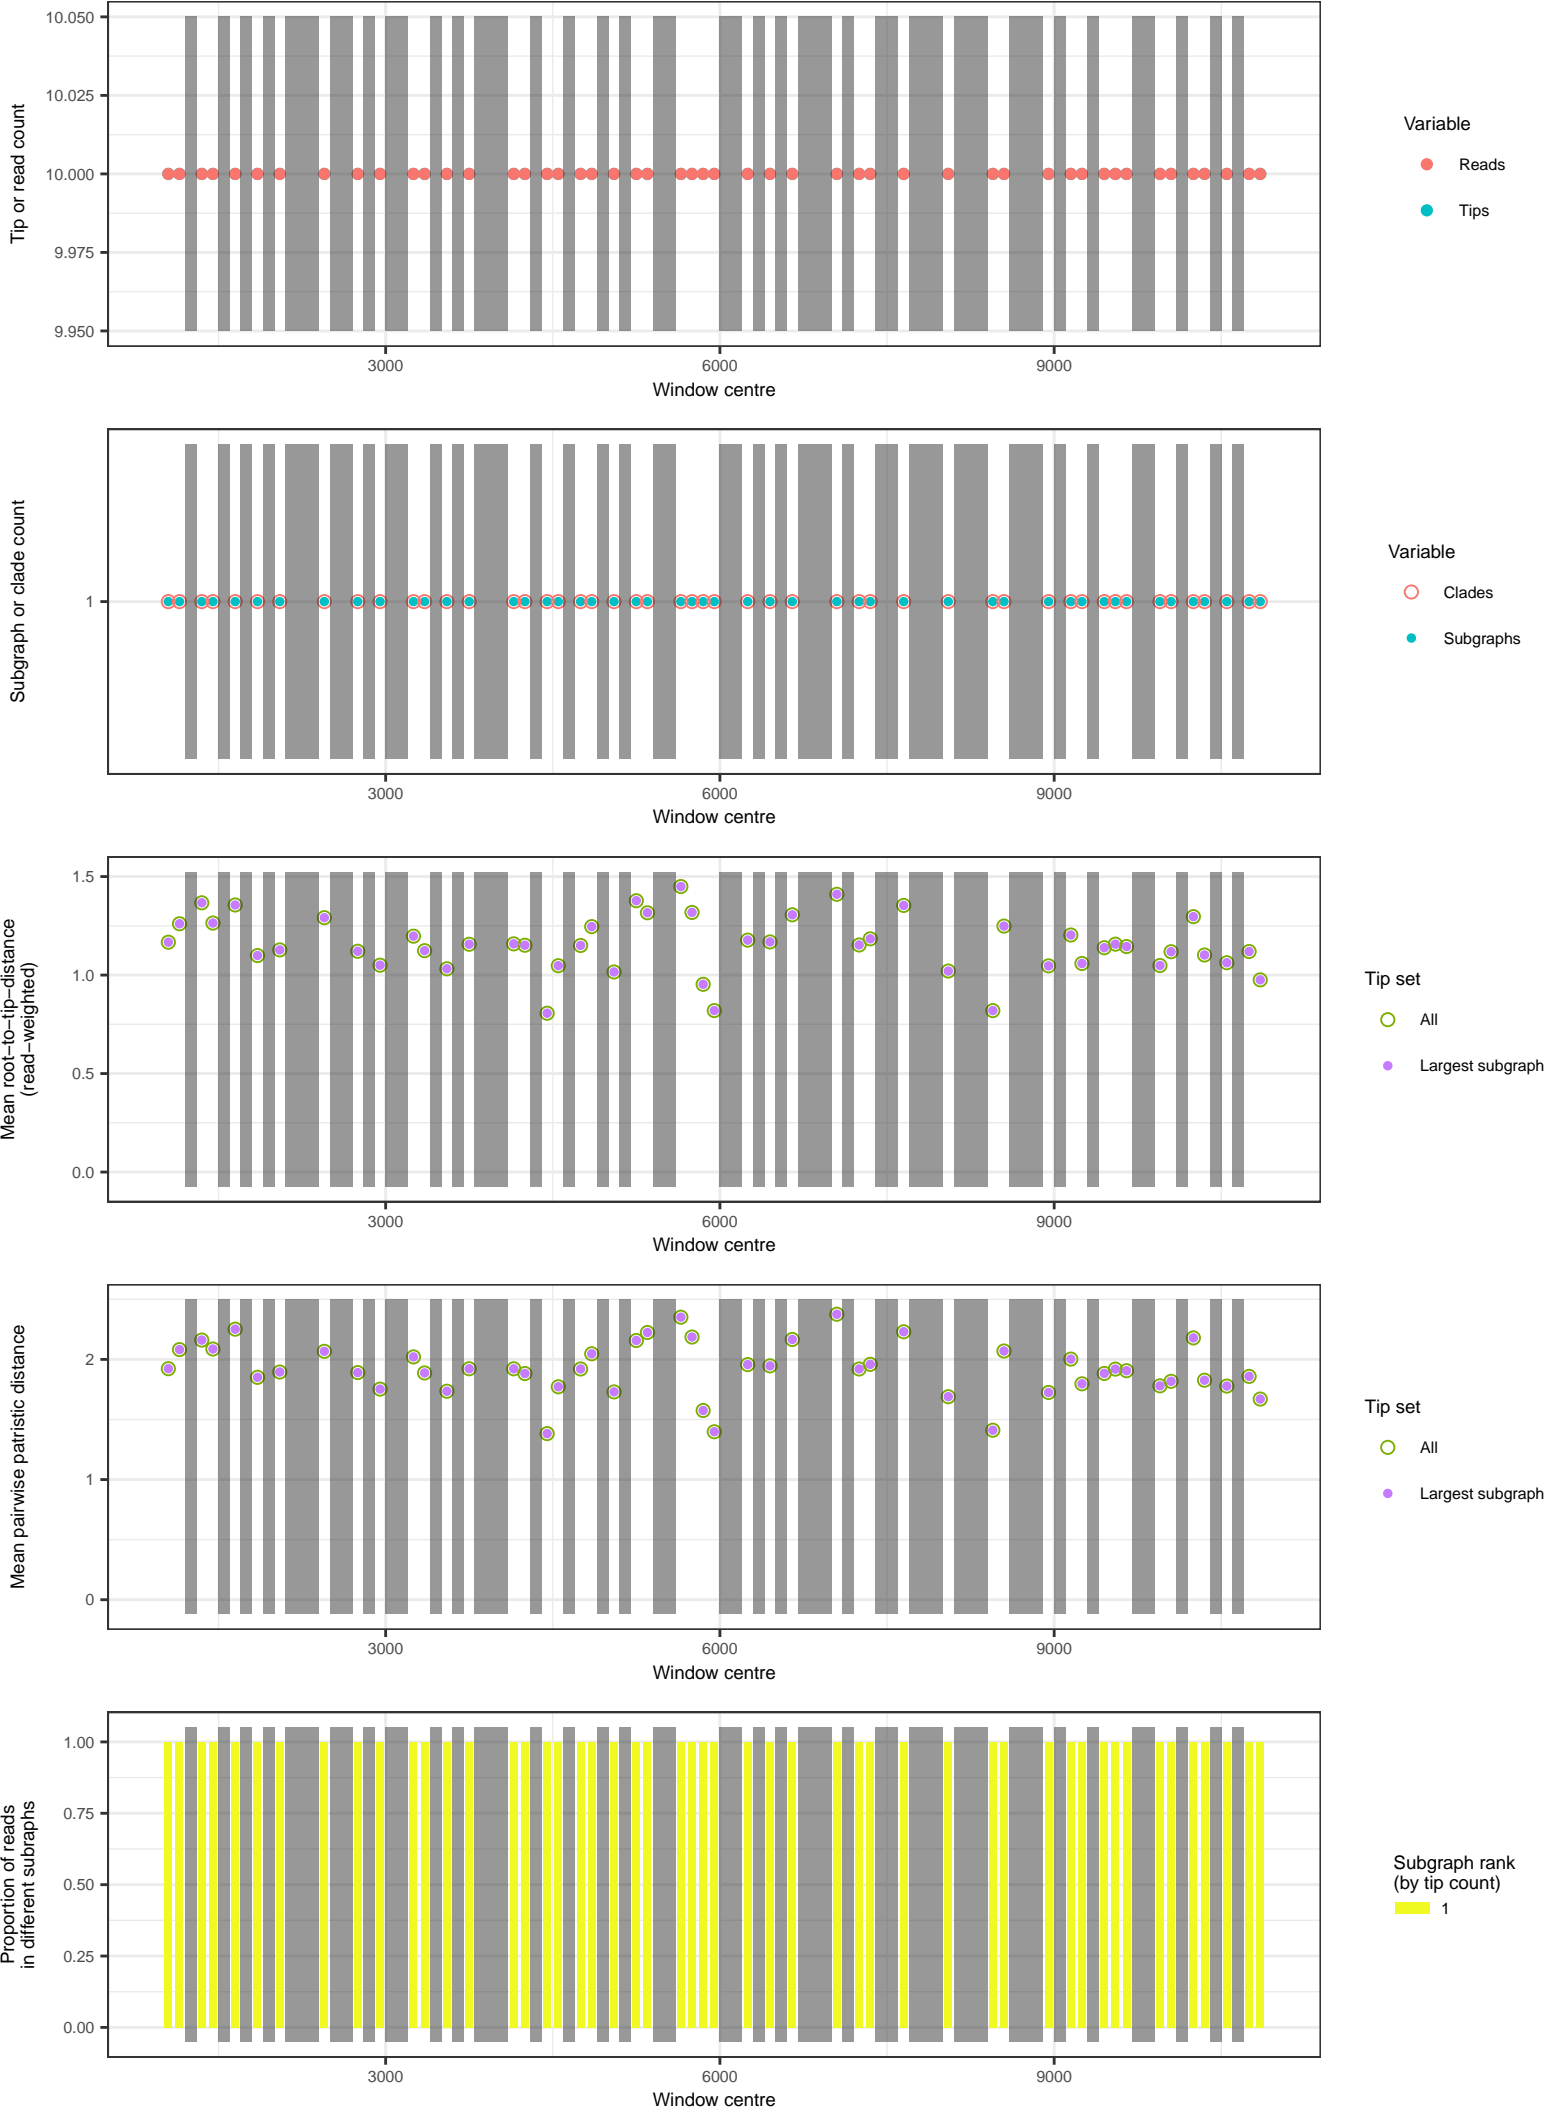 10.050
10.025
10.000
9.975
9.950
Tip or read count
3000
6000
9000
Window centre
Variable
Reads
Tips
1
Subgraph or clade count
3000
6000
9000
Window centre
Variable
Clades
Subgraphs
1.5
1.0
0.5
0.0
Mean root−to−tip−distance
(read−weighted)
3000
6000
9000
Window centre
Tip set
All
Largest subgraph
2
1
0
Mean pairwise patristic distance
3000
6000
9000
Window centre
Tip set
All
Largest subgraph
1.00
0.75
0.50
0.25
0.00
Proportion of reads
in different subraphs
3000
6000
9000
Window centre
Subgraph rank
(by tip count)
1